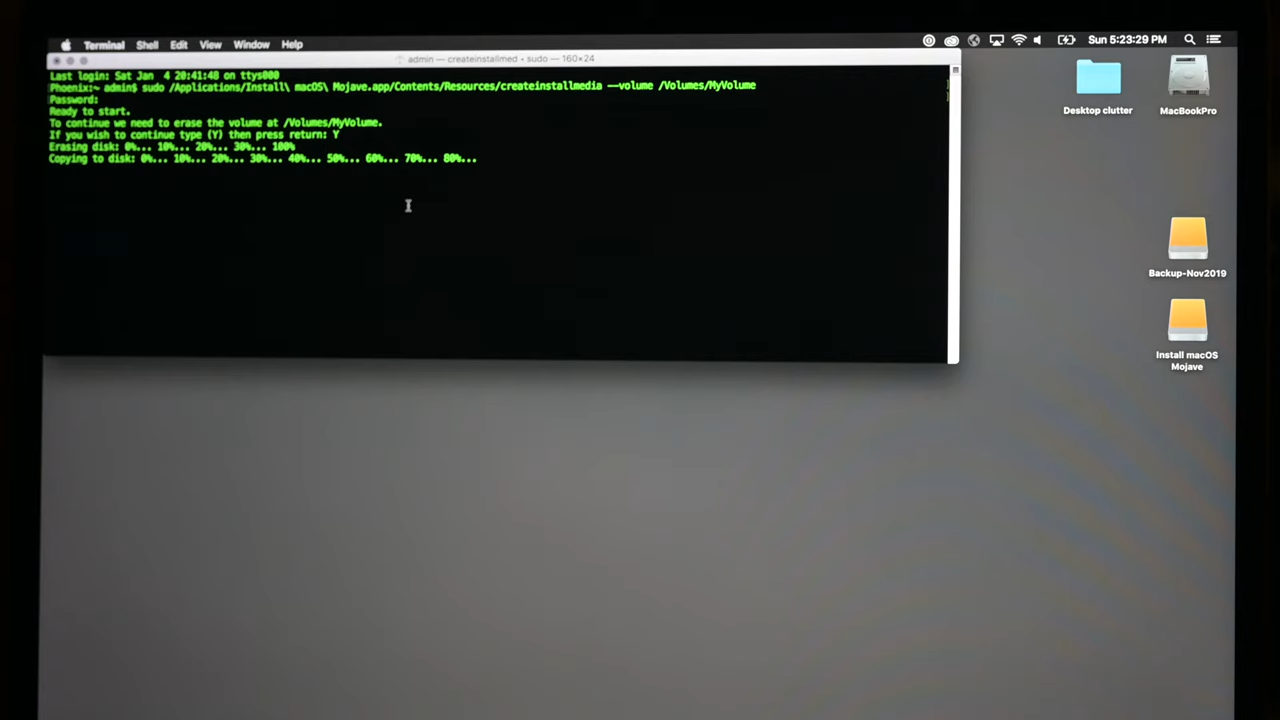 Terminal Shell Edit View Window Help
Sun 5:23:29 PM
admin — createinstallmed • sudo — 160×24
Last login: Sat Jan 4 20:41:48 on ttys000
Phoenix:~ admin$ sudo /Applications/Install\ macOS\ Mojave.app/Contents/Resources/createinstallmedia --volume /Volumes/MyVolume
Password:
Ready to start.
To continue we need to erase the volume at /Volumes/MyVolume.
If you wish to continue type (Y) then press return: Y
Erasing disk: 0%... 10%... 20%... 30%... 100%
Copying to disk: 0%... 10%... 20%... 30%... 40%... 50%... 60%... 70%... 80%...
Desktop clutter
MacBookPro
Backup-Nov2019
Install macOS
Mojave